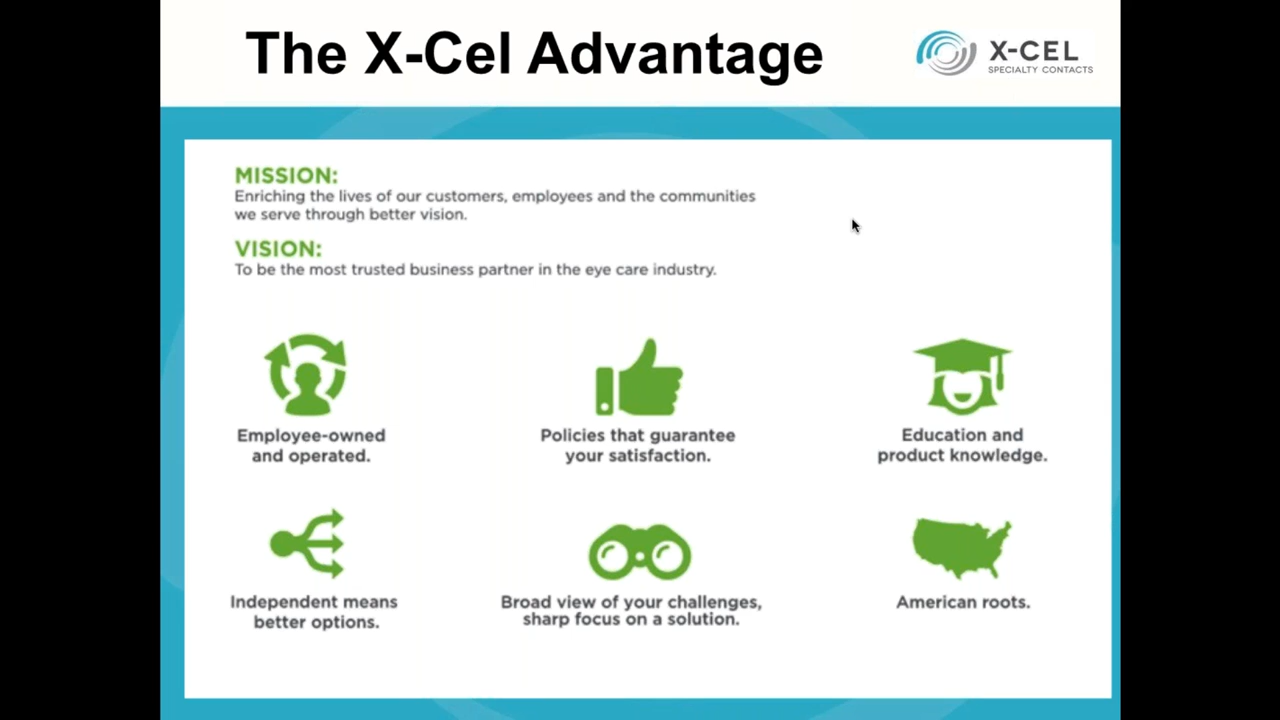 The X-Cel Advantage
X-CEL
SPECIALTY CONTACTS
MISSION:
Enriching the lives of our customers, employees and the communities
we serve through better vision.
VISION:
To be the most trusted business partner in the eye care industry.
Employee-owned
and operated.
Policies that guarantee
your satisfaction.
Education and
product knowledge.
Independent means
better options.
Broad view of your challenges,
sharp focus on a solution.
American roots.